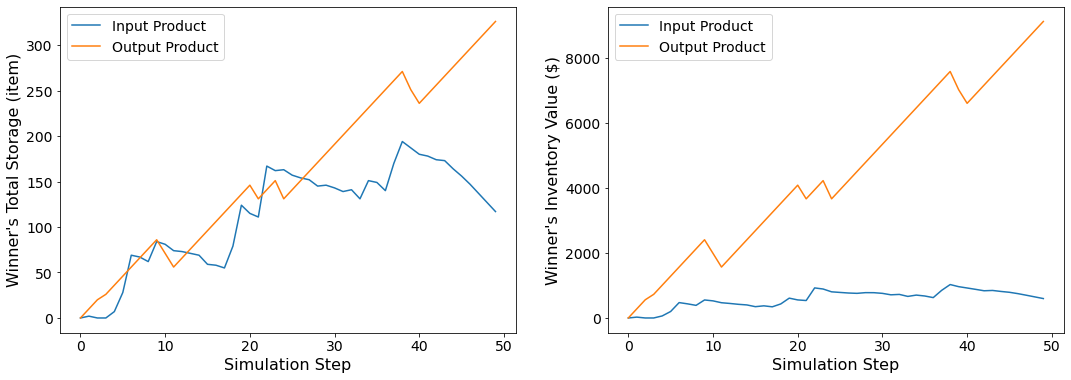 Input Product
Output Product
Winner's Total Storage (item)
300
250
200
150
100
50
0
0 10 20 30 40 50
Simulation Step
Input Product
Output Product
Winner's Inventory Value ($)
8000
6000
4000
2000
0
0 10 20 30 40 50
Simulation Step